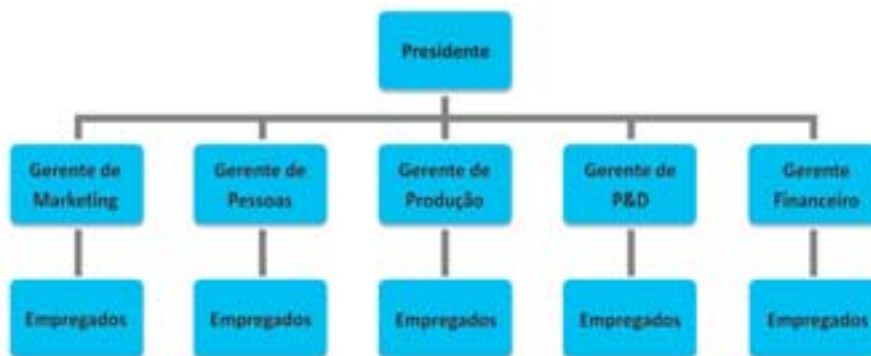 Presidente
Gerente de
Marketing
Gerente de
Pessoas
Gerente de
Produção
Gerente de
P&D
Gerente
Financeiro
Empregados
Empregados
Empregados
Empregados
Empregados